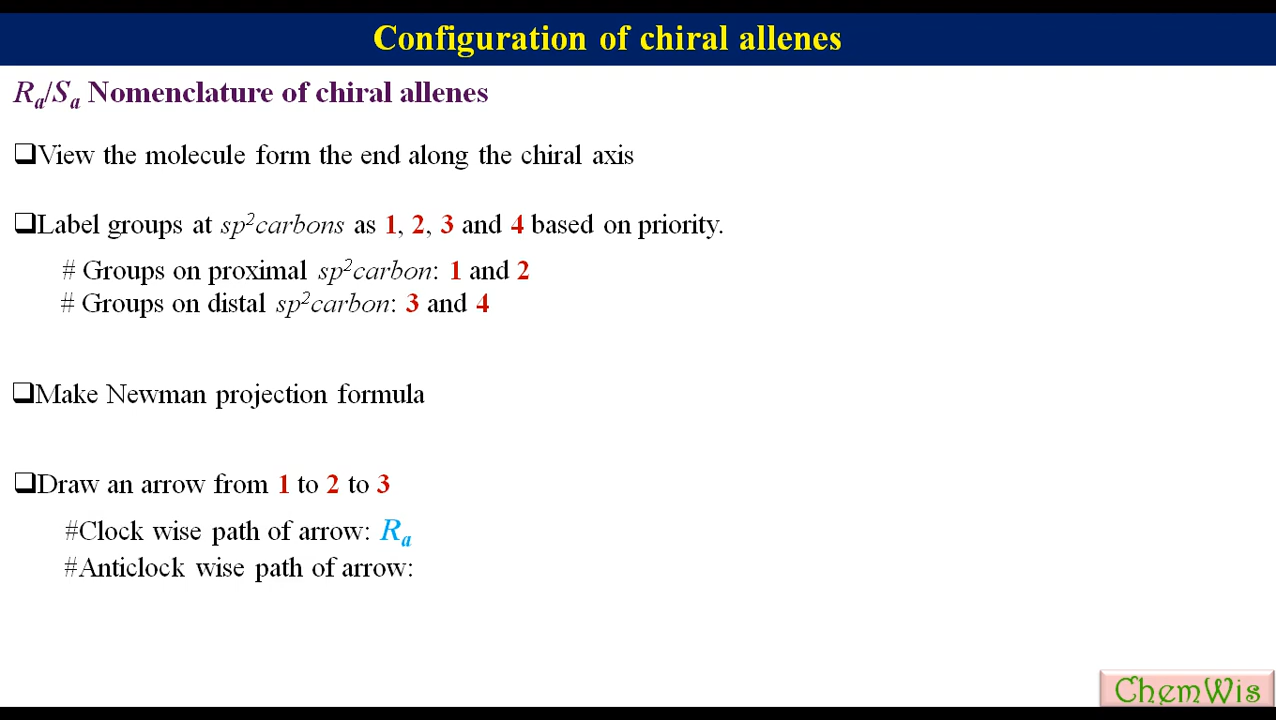 Configuration of chiral allenes
Ra/Sa Nomenclature of chiral allenes
❑View the molecule form the end along the chiral axis
❑Label groups at sp²carbons as 1, 2, 3 and 4 based on priority.
# Groups on proximal sp²carbon: 1 and 2
# Groups on distal sp²carbon: 3 and 4
❑Make Newman projection formula
❑Draw an arrow from 1 to 2 to 3
#Clock wise path of arrow: Ra
#Anticlock wise path of arrow:
ChemWis